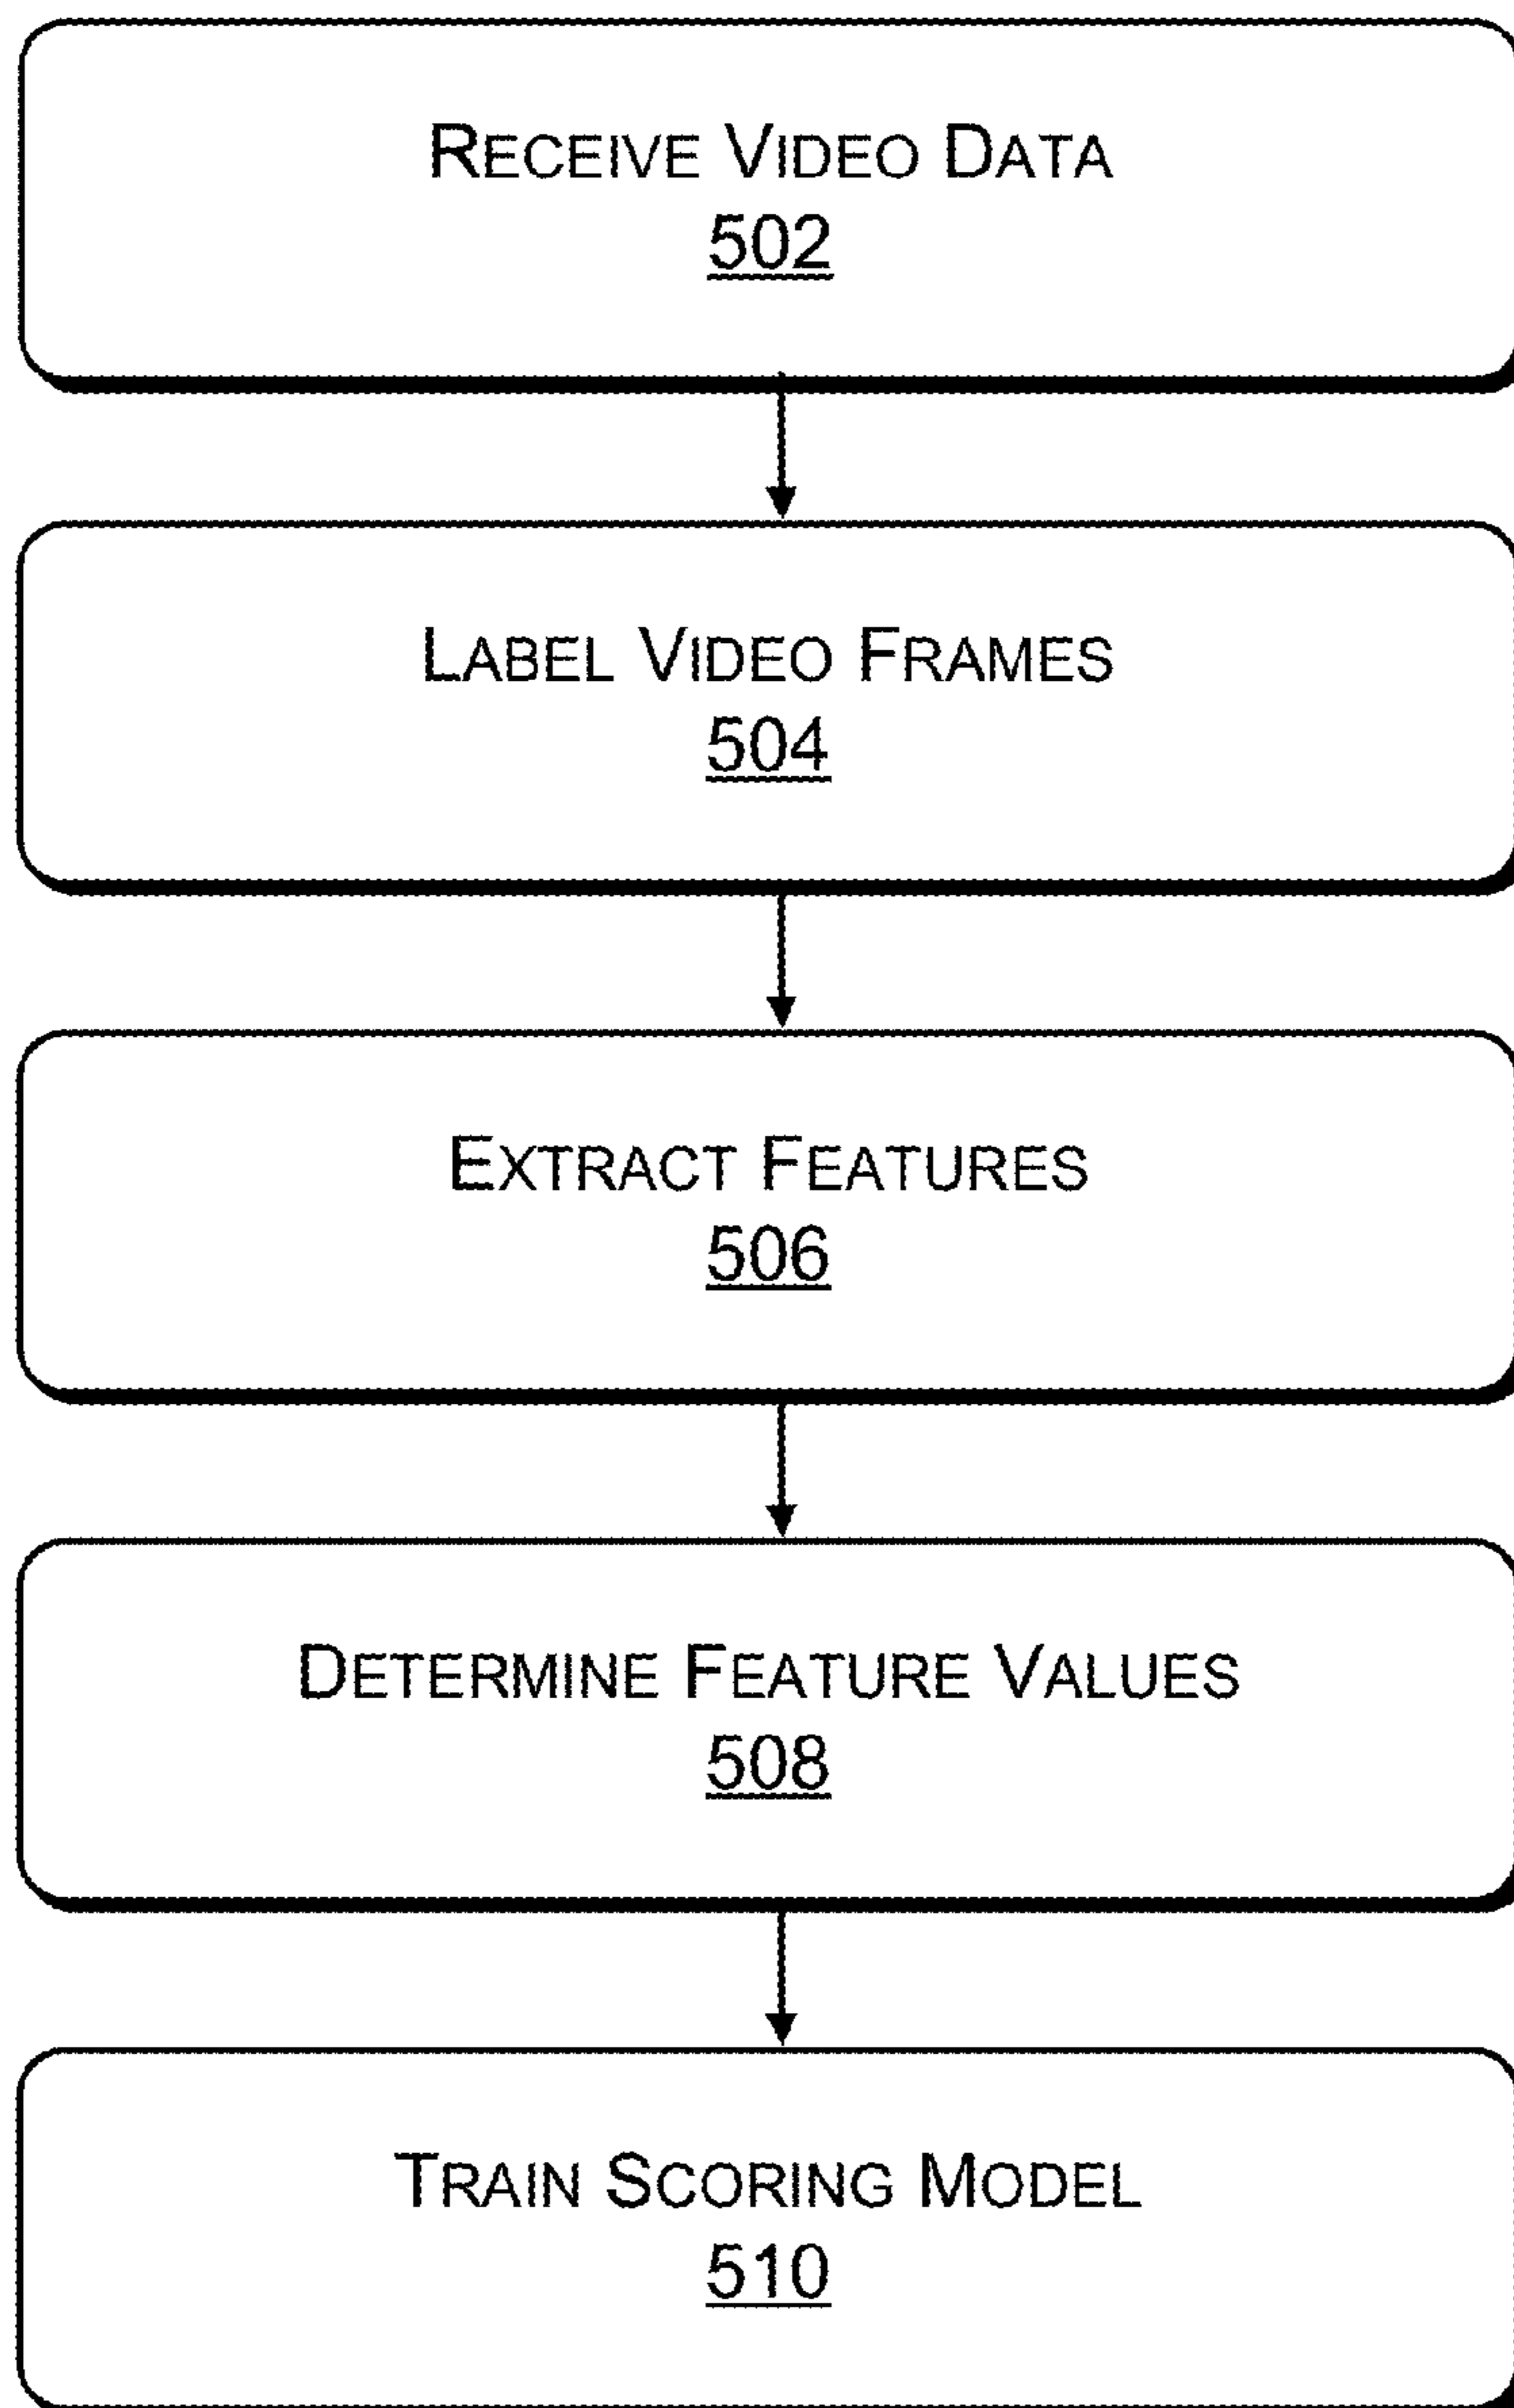 RECEIVE VIDEO DATA
502
LABEL VIDEO FRAMES
504
EXTRACT FEATURES
506
DETERMINE FEATURE VALUES
508
TRAIN SCORING MODEL
510